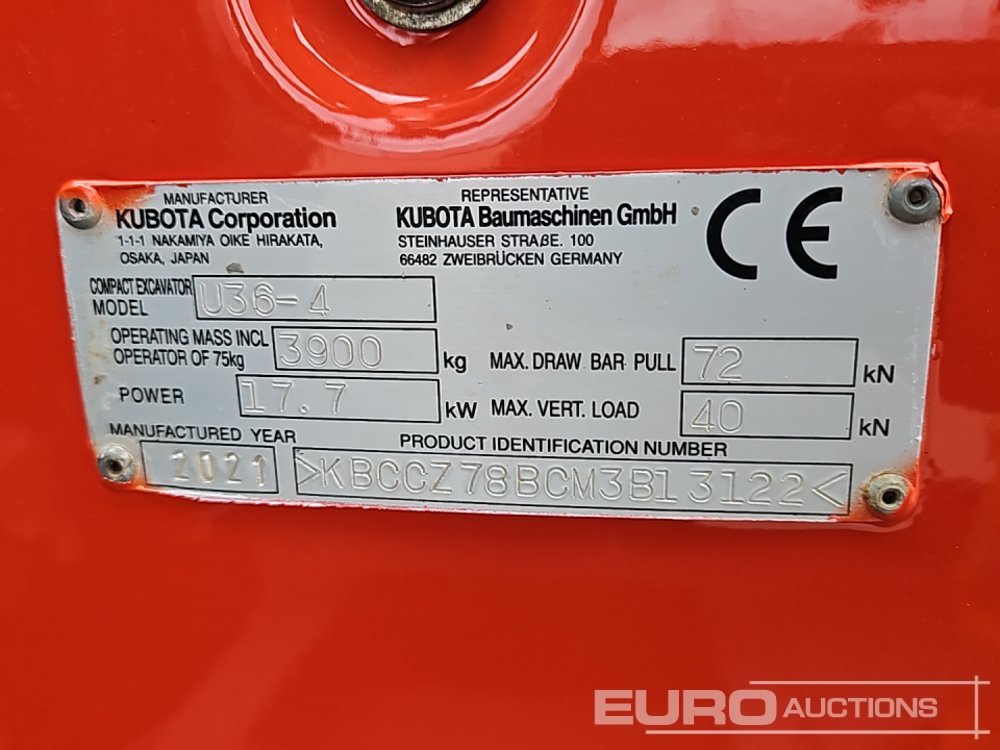 MANUFACTURER
KUBOTA Corporation
1-1-1 NAKAMIYA OIKE HIRAKATA,
OSAKA, JAPAN
REPRESENTATIVE
KUBOTA Baumaschinen GmbH
STEINHAUSER STRAßE. 100
66482 ZWEIBRÜCKEN GERMANY
CE
COMPACT EXCAVATOR
MODEL U36-4
OPERATING MASS INCL
OPERATOR OF 75kg 3900 kg
MAX. DRAW BAR PULL 72 kN
POWER 17.7 kW
MAX. VERT. LOAD 40 kN
MANUFACTURED YEAR
2021
PRODUCT IDENTIFICATION NUMBER
>KBCCZ78BCM3B13122<
EURO AUCTIONS